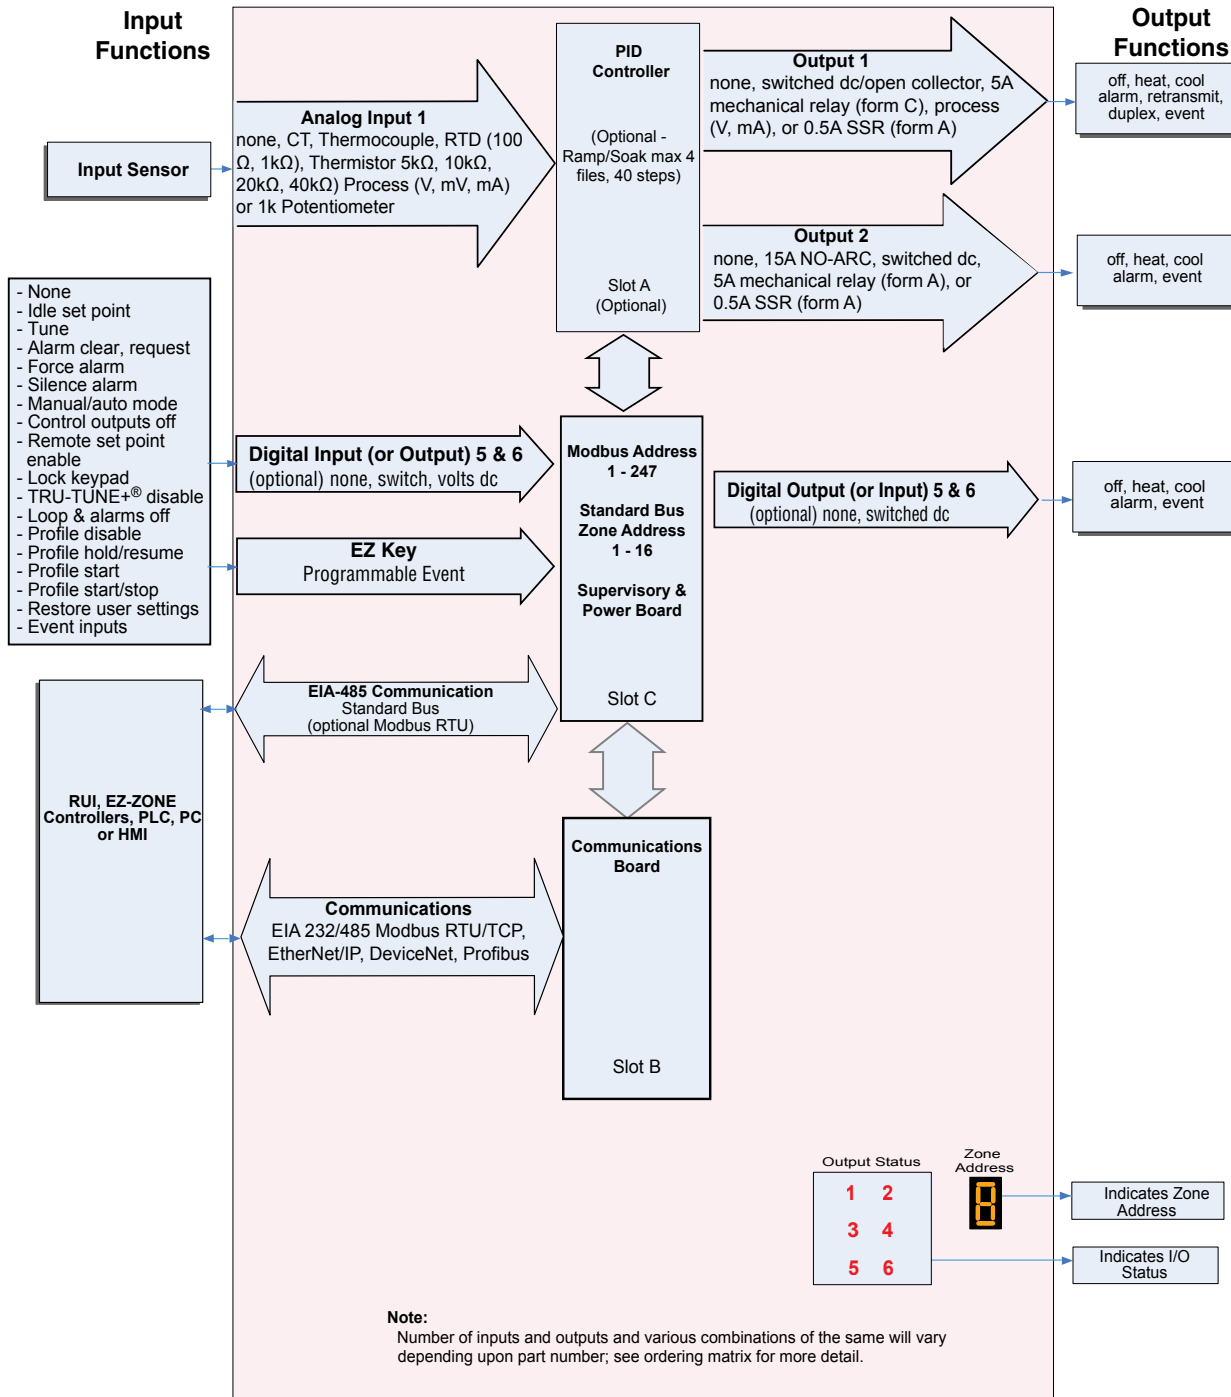 Input
Functions
Output
Functions
PID
Controller
(Optional -
Ramp/Soak max 4
files, 40 steps)
Slot A
(Optional)
Input Sensor
Analog Input 1
none, CT, Thermocouple, RTD (100
Ω, 1kΩ), Thermistor 5kΩ, 10kΩ,
20kΩ, 40kΩ) Process (V, mV, mA)
or 1k Potentiometer
Output 1
none, switched dc/open collector, 5A
mechanical relay (form C), process
(V, mA), or 0.5A SSR (form A)
off, heat, cool
alarm, retransmit,
duplex, event
Output 2
none, 15A NO-ARC, switched dc,
5A mechanical relay (form A), or
0.5A SSR (form A)
off, heat, cool
alarm, event
- None
- Idle set point
- Tune
- Alarm clear, request
- Force alarm
- Silence alarm
- Manual/auto mode
- Control outputs off
- Remote set point
enable
- Lock keypad
- TRU-TUNE+® disable
- Loop & alarms off
- Profile disable
- Profile hold/resume
- Profile start
- Profile start/stop
- Restore user settings
- Event inputs
Digital Input (or Output) 5 & 6
(optional) none, switch, volts dc
EZ Key
Programmable Event
Modbus Address
1 - 247
Standard Bus
Zone Address
1 - 16
Supervisory &
Power Board
Slot C
Digital Output (or Input) 5 & 6
(optional) none, switched dc
off, heat, cool
alarm, event
EIA-485 Communication
Standard Bus
(optional Modbus RTU)
RUI, EZ-ZONE
Controllers, PLC, PC
or HMI
Communications
EIA 232/485 Modbus RTU/TCP,
EtherNet/IP, DeviceNet, Profibus
Communications
Board
Slot B
Output Status
1 2
3 4
5 6
Zone
Address
8
Indicates Zone
Address
Indicates I/O
Status
Note:
Number of inputs and outputs and various combinations of the same will vary
depending upon part number; see ordering matrix for more detail.